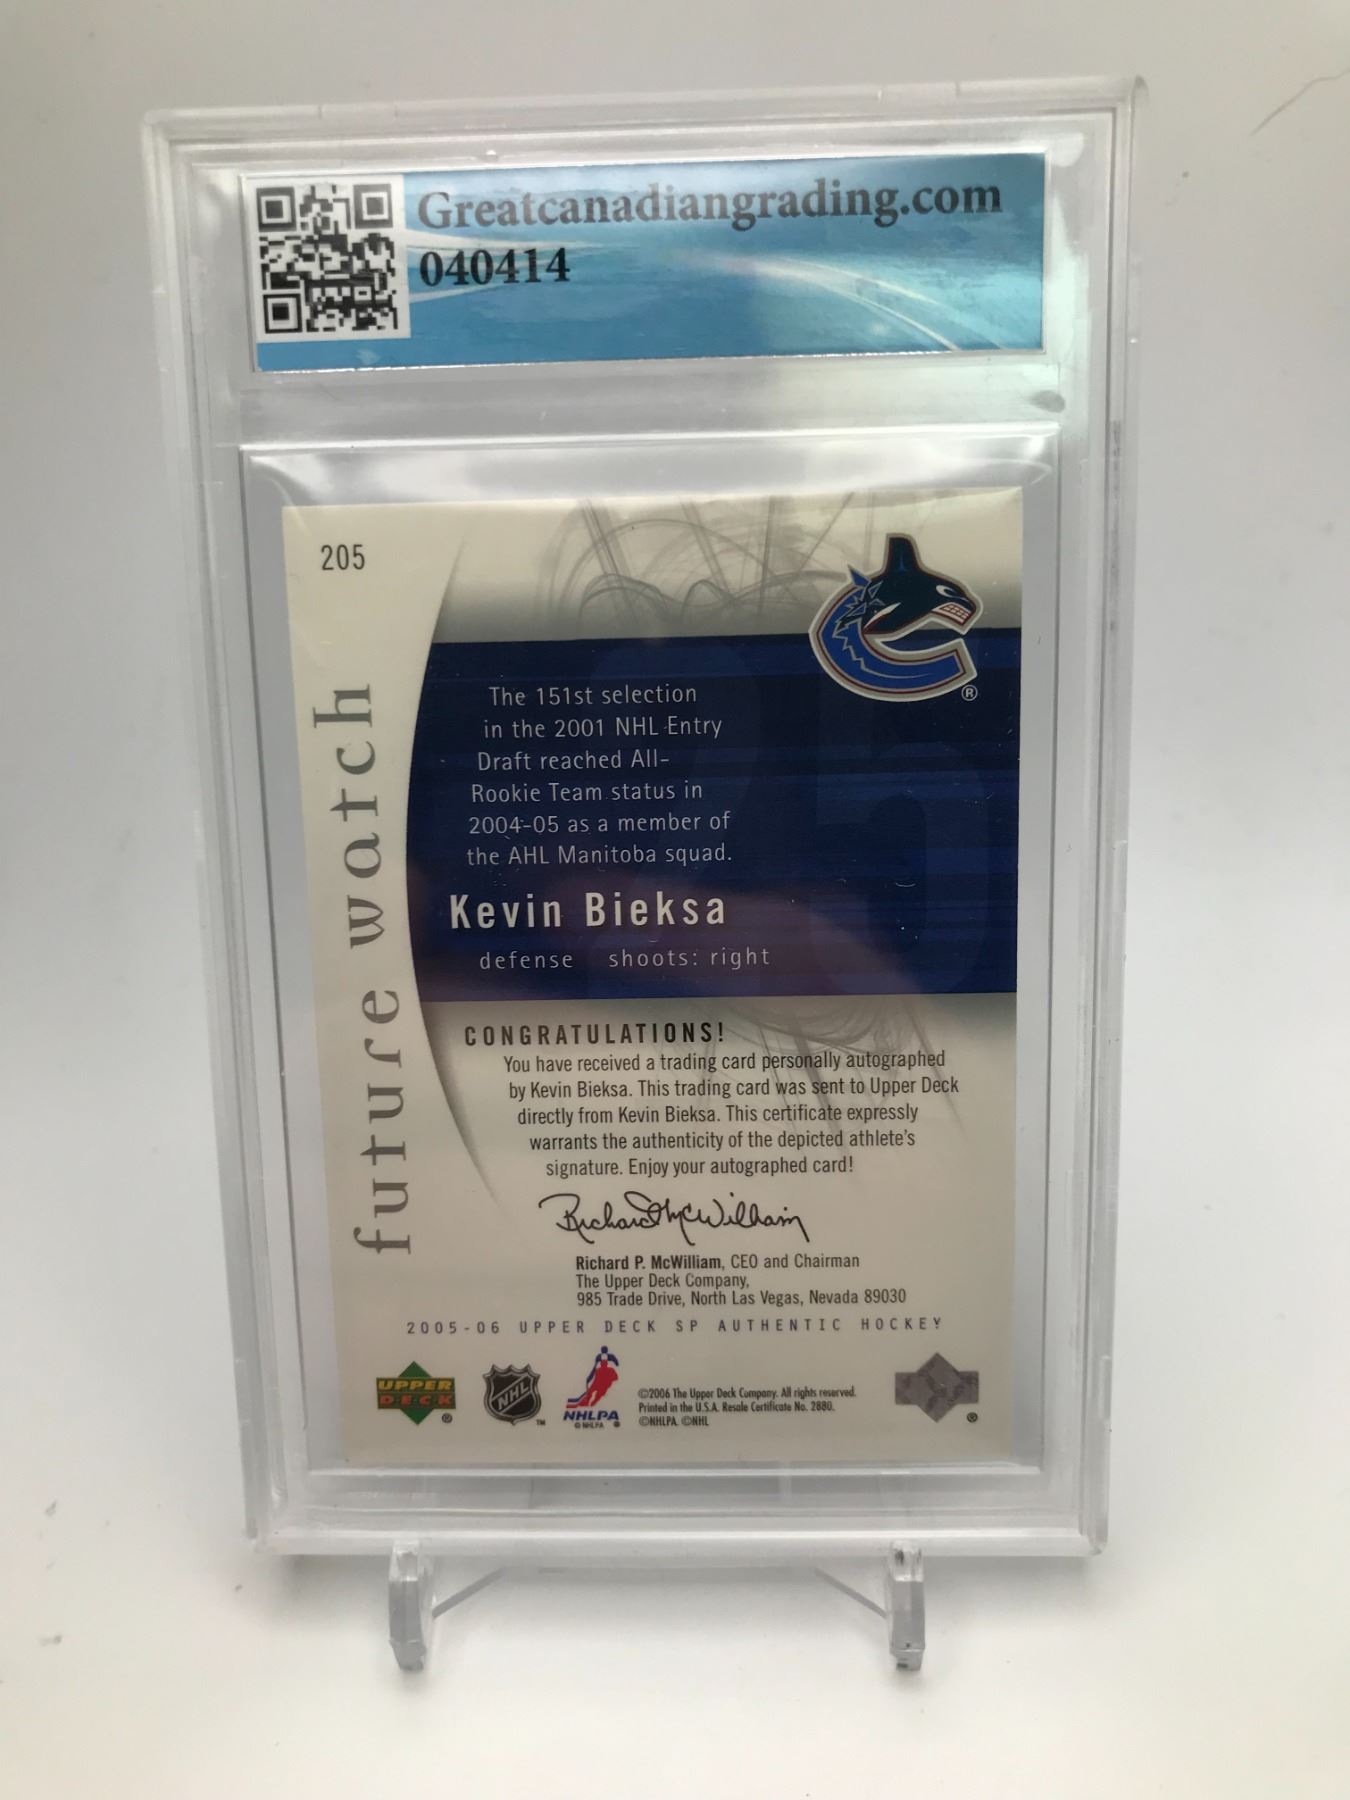 Greatcanadiangrading.com
040414
205
future watch
®
The 151st selection
in the 2001 NHL Entry
Draft reached All-
Rookie Team status in
2004-05 as a member of
the AHL Manitoba squad.
Kevin Bieksa
defense shoots: right
CONGRATULATIONS!
You have received a trading card personally autographed
by Kevin Bieksa. This trading card was sent to Upper Deck
directly from Kevin Bieksa. This certificate expressly
warrants the authenticity of the depicted athlete's
signature. Enjoy your autographed card!
Richard McWilliam
Richard P. McWilliam, CEO and Chairman
The Upper Deck Company,
985 Trade Drive, North Las Vegas, Nevada 89030
2005-06 UPPER DECK SP AUTHENTIC HOCKEY
UPPER
DECK
®
NHL
™
NHLPA
© NHLPA ®
©2006 The Upper Deck Company. All rights reserved.
Printed in the U.S.A. Resale Certificate No. 2880.
©NHLPA. ©NHL
®